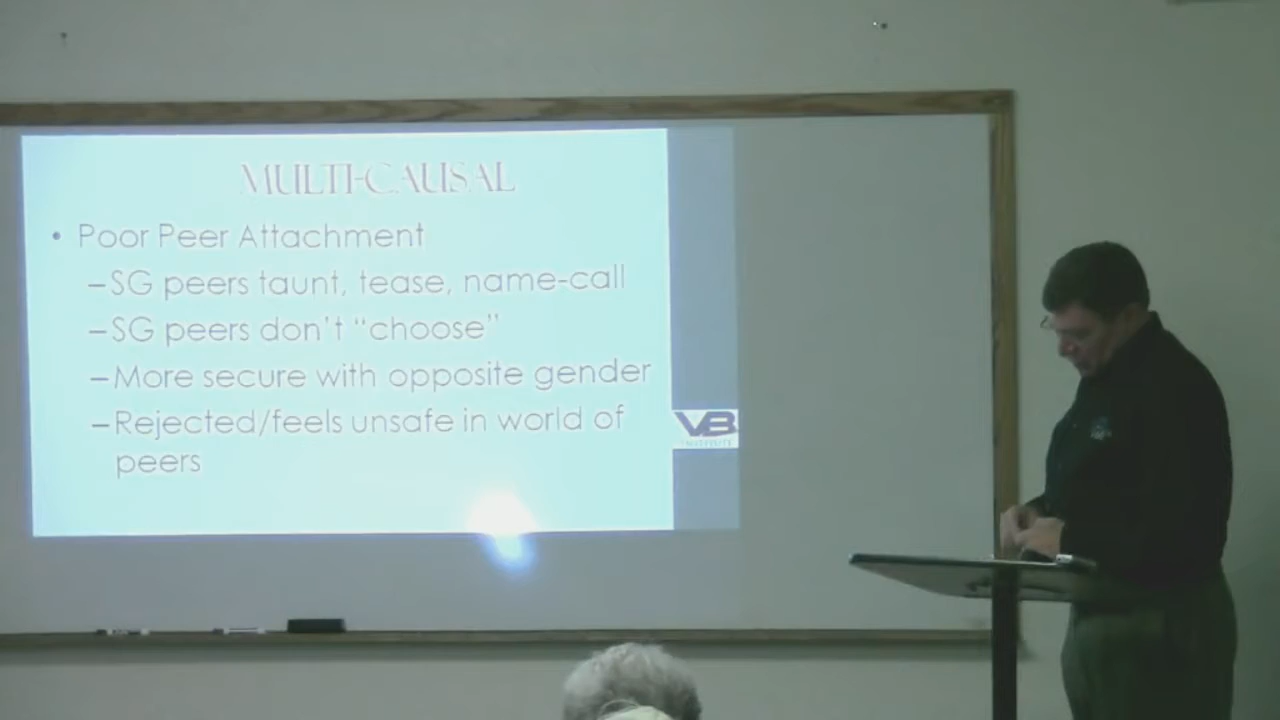 MULTI-CAUSAL
• Poor Peer Attachment
–SG peers taunt, tease, name-call
–SG peers don't “choose”
–More secure with opposite gender
–Rejected/feels unsafe in world of
peers
VB